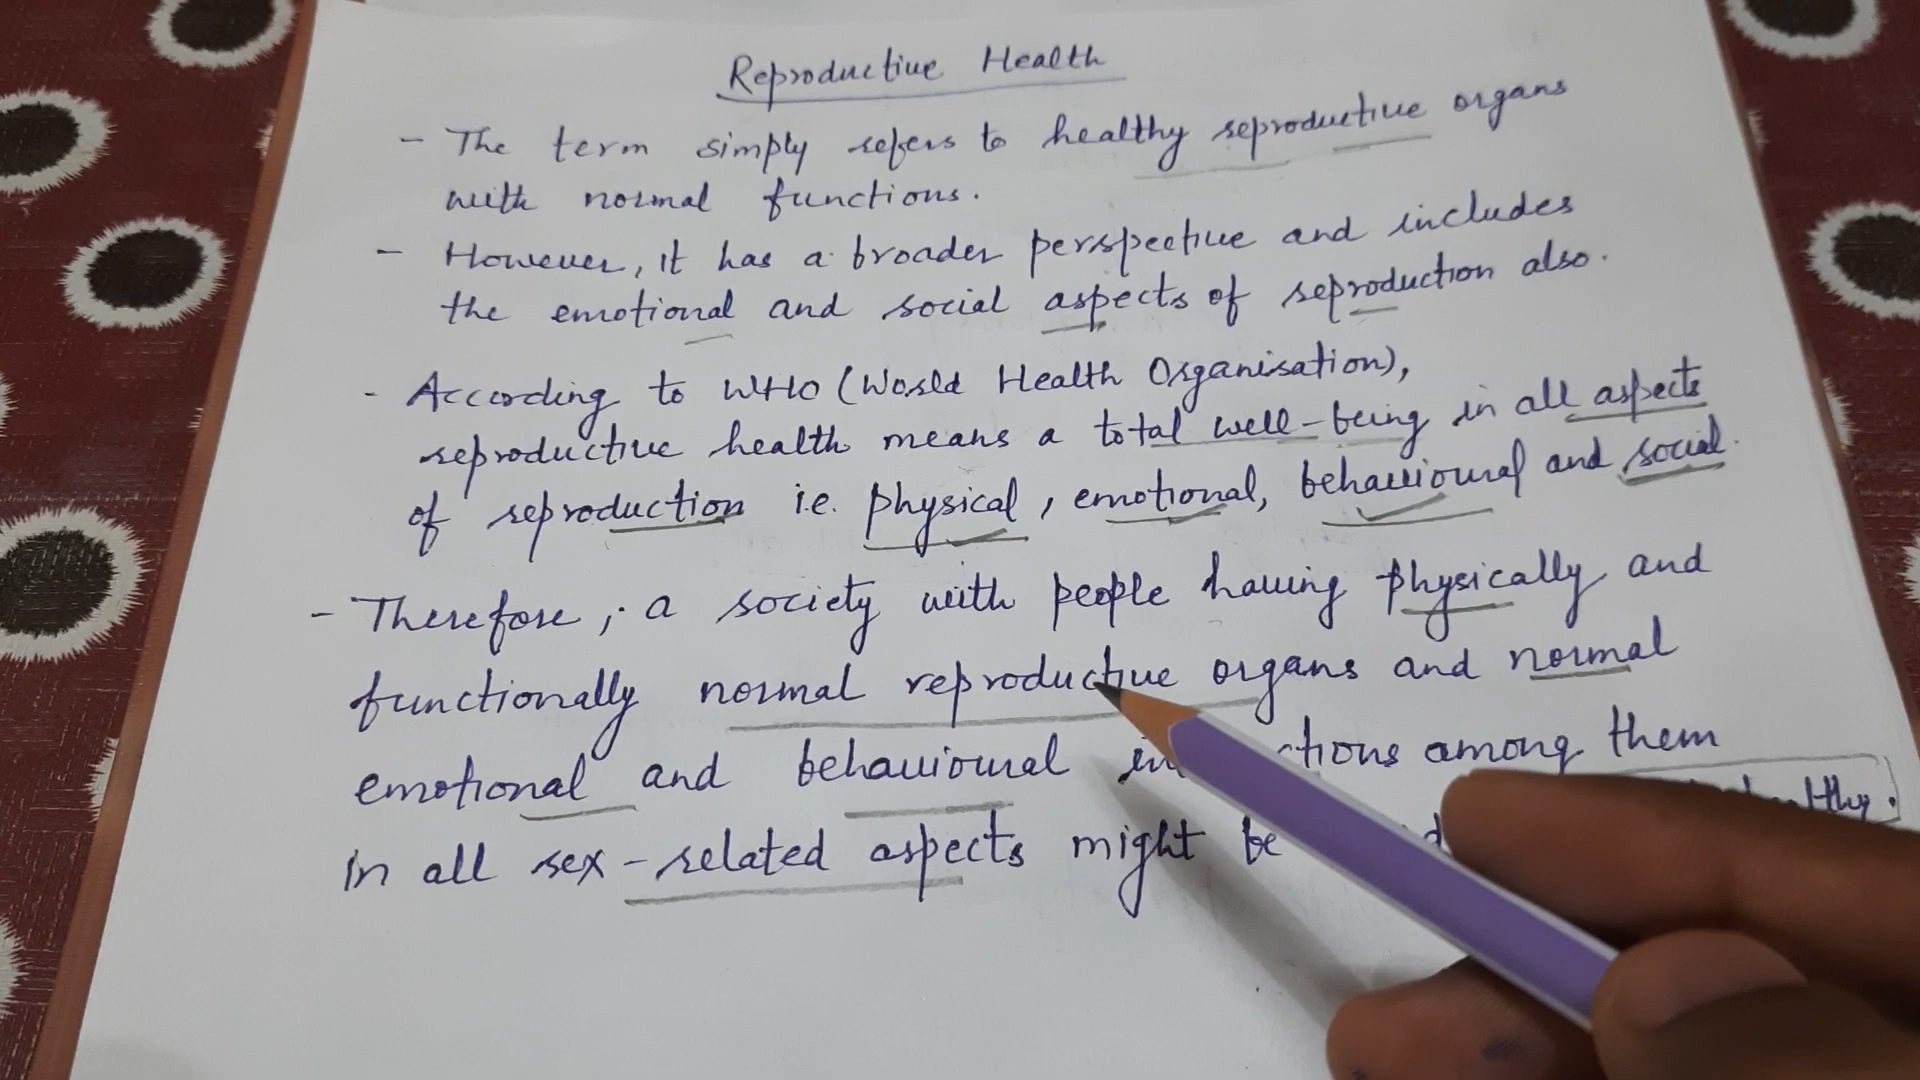 Reproductive Health
- The term simply refers to healthy reproductive organs
with normal functions.
- However, it has a broader perspective and includes
the emotional and social aspects of reproduction also.
- According to WHO (World Health Organisation),
reproductive health means a total well-being in all aspects
of reproduction i.e. physical, emotional, behavioural and social.
- Therefore, a society with people having physically and
functionally normal reproductive organs and normal
emotional and behavioural among them
in all sex-related aspects might be